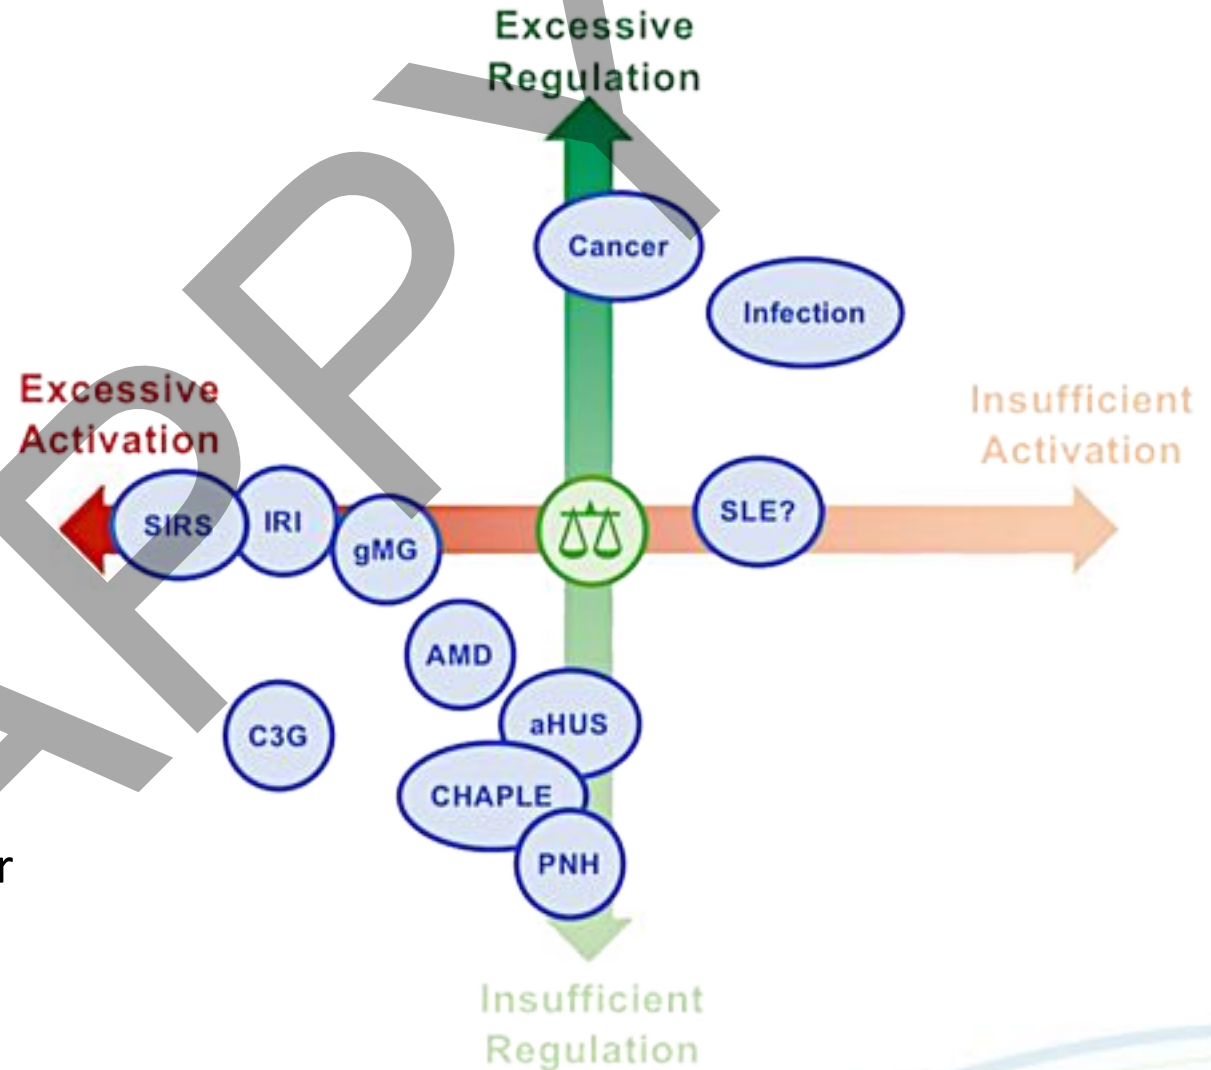 Excessive
Regulation
Cancer
Infection
Excessive
Activation
Insufficient
Activation
SIRS
IRI
gMG
SLE?
AMD
aHUS
C3G
CHAPLE
PNH
r
Insufficient
Regulation
APPY